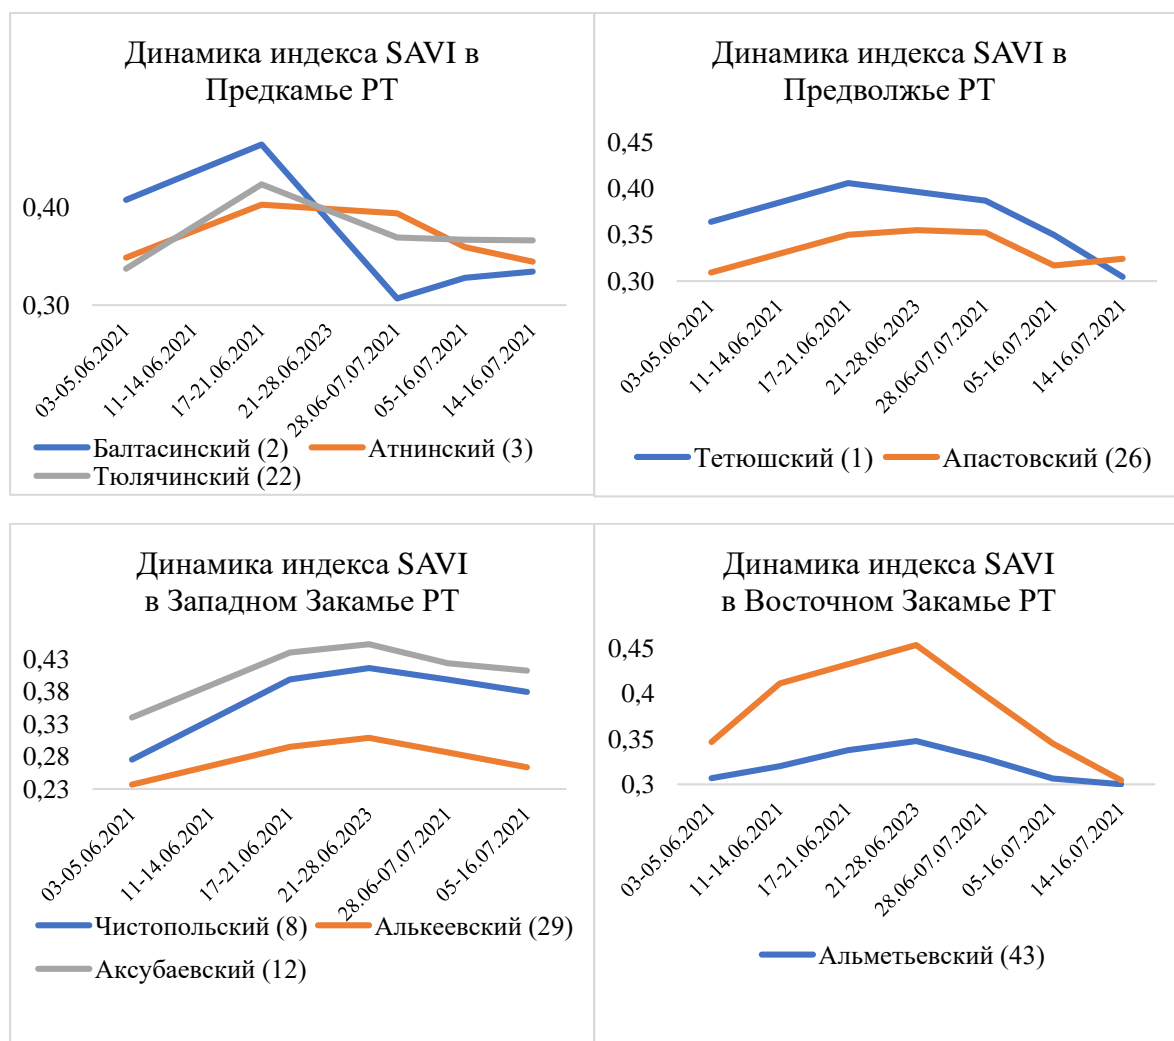 Динамика индекса SAVI в
Предкамье РТ
0,40
0,30
03-05.06.2021
11-14.06.2021
17-21.06.2021
21-28.06.2023
28.06-07.07.2021
05-16.07.2021
14-16.07.2021
Балтасинский (2)
Атнинский (3)
Тюлячинский (22)
Динамика индекса SAVI в
Предволжье РТ
0,45
0,40
0,35
0,30
03-05.06.2021
11-14.06.2021
17-21.06.2021
21-28.06.2023
28.06-07.07.2021
05-16.07.2021
14-16.07.2021
Тетюшский (1)
Апастовский (26)
Динамика индекса SAVI
в Западном Закамье РТ
0,43
0,38
0,33
0,28
0,23
03-05.06.2021
11-14.06.2021
17-21.06.2021
21-28.06.2023
28.06-07.07.2021
05-16.07.2021
Чистопольский (8)
Алькеевский (29)
Аксубаевский (12)
Динамика индекса SAVI
в Восточном Закамье РТ
0,45
0,4
0,35
0,3
03-05.06.2021
11-14.06.2021
17-21.06.2021
21-28.06.2023
28.06-07.07.2021
05-16.07.2021
14-16.07.2021
Альметьевский (43)